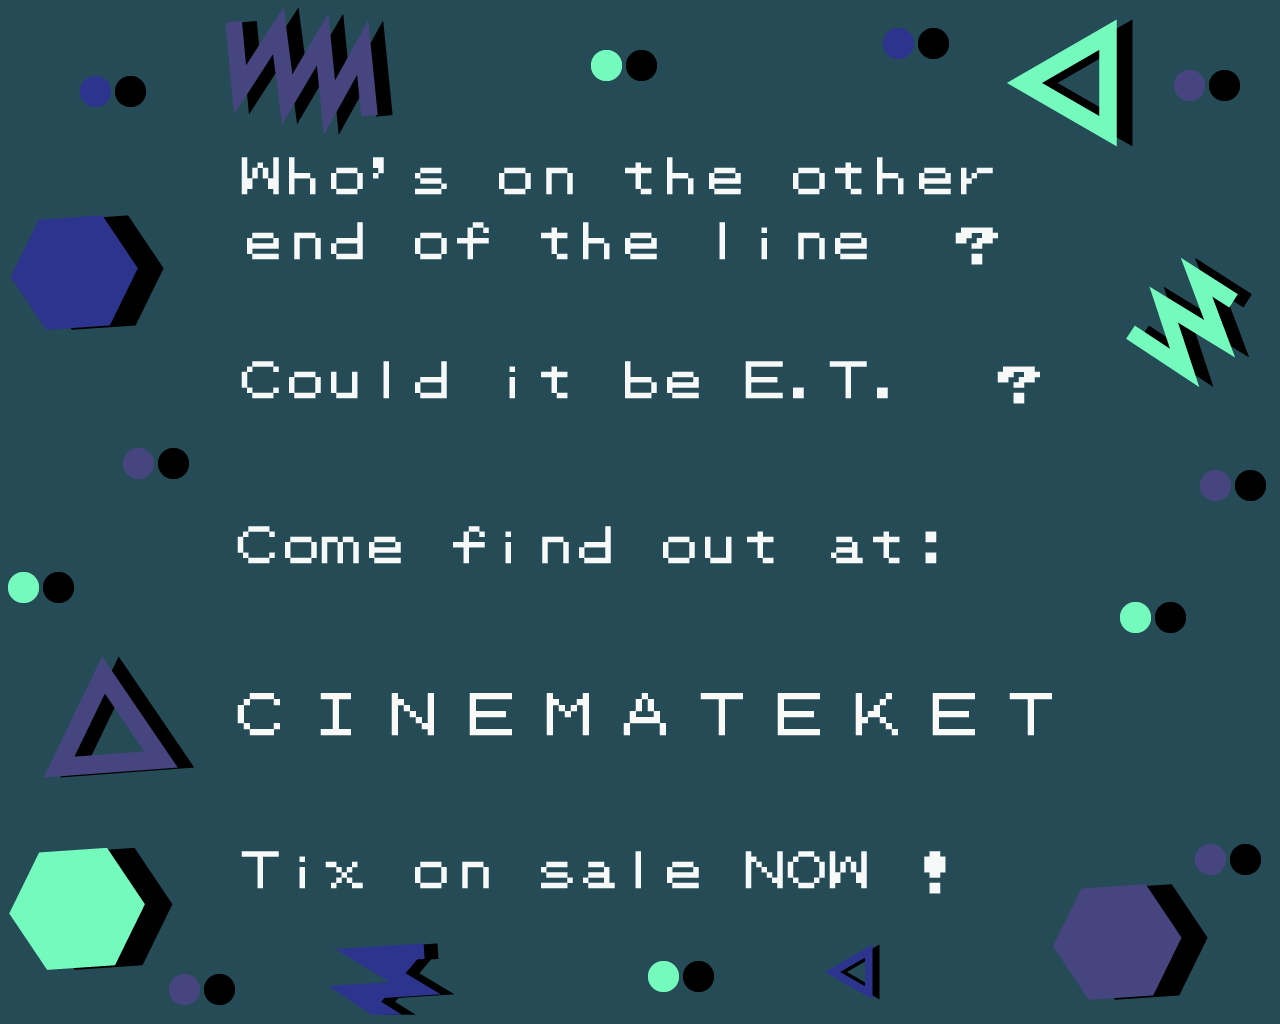 Who's on the other
end of the line ?
Could it be E.T. ?
Come find out at:
CINEMATEKET
Tix on sale NOW !